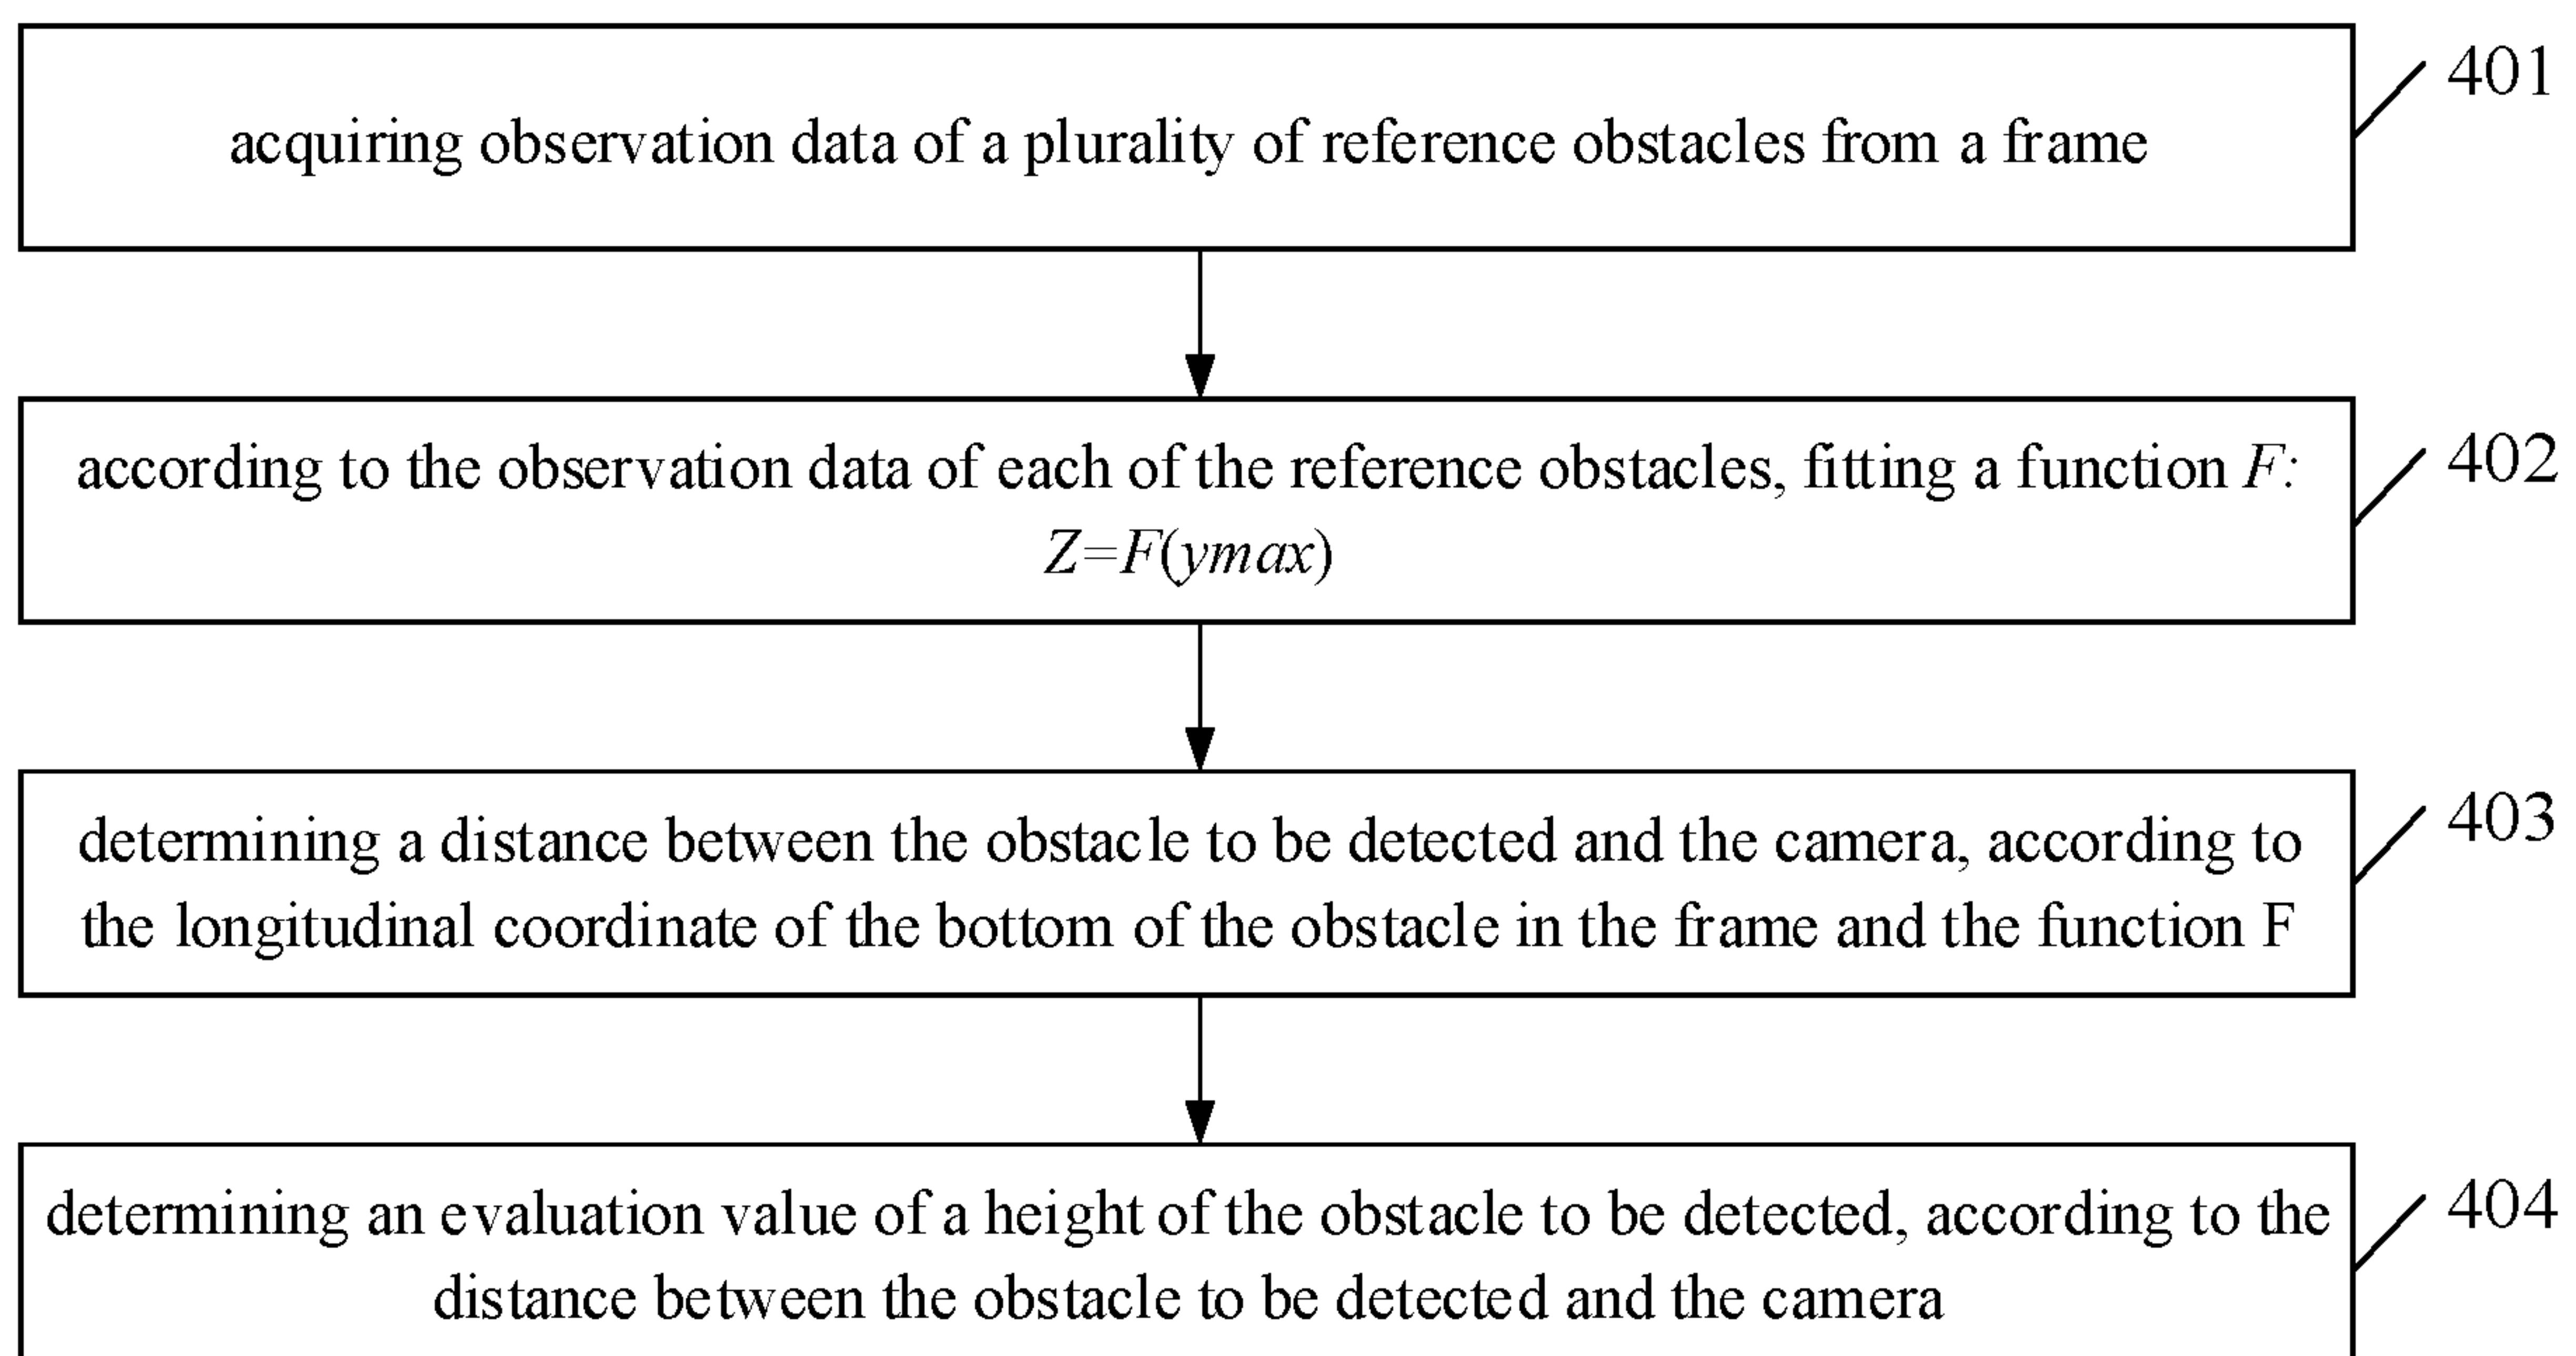 401
acquiring observation data of a plurality of reference obstacles from a frame
402
according to the observation data of each of the reference obstacles, fitting a function F:
Z=F(ymax)
403
determining a distance between the obstacle to be detected and the camera, according to
the longitudinal coordinate of the bottom of the obstacle in the frame and the function F
404
determining an evaluation value of a height of the obstacle to be detected, according to the
distance between the obstacle to be detected and the camera